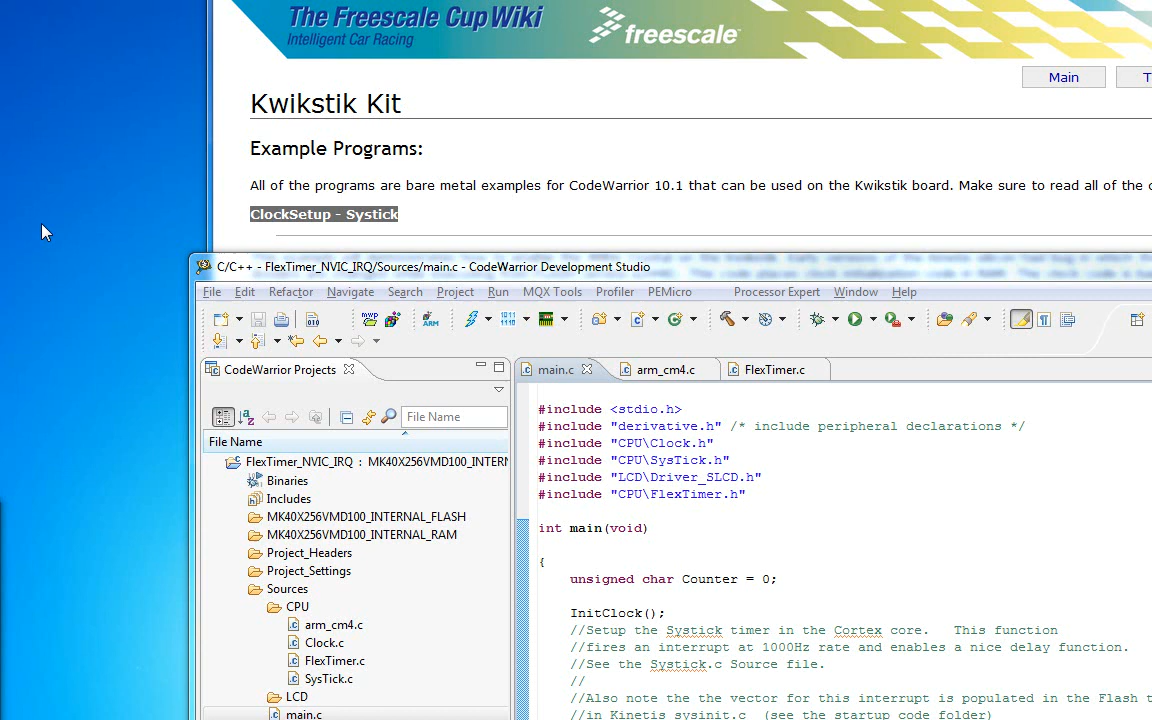 The Freescale Cup Wiki
Intelligent Car Racing
freescale
Main
T
Kwikstik Kit
Example Programs:
All of the programs are bare metal examples for CodeWarrior 10.1 that can be used on the Kwikstik board. Make sure to read all of the
ClockSetup - Systick
C/C++ - FlexTimer_NVIC_IRQ/Sources/main.c - CodeWarrior Development Studio
File Edit Refactor Navigate Search Project Run MQX Tools Profiler PEMicro Processor Expert Window Help
CodeWarrior Projects
main.c arm_cm4.c FlexTimer.c
File Name
File Name
FlexTimer_NVIC_IRQ : MK40X256VMD100_INTERN
Binaries
Includes
MK40X256VMD100_INTERNAL_FLASH
MK40X256VMD100_INTERNAL_RAM
Project_Headers
Project_Settings
Sources
CPU
arm_cm4.c
Clock.c
FlexTimer.c
SysTick.c
LCD
main.c
#include <stdio.h>
#include "derivative.h" /* include peripheral declarations */
#include "CPU\Clock.h"
#include "CPU\SysTick.h"
#include "LCD\Driver_SLCD.h"
#include "CPU\FlexTimer.h"
int main(void)
{
unsigned char Counter = 0;
InitClock();
//Setup the Systick timer in the Cortex core. This function
//fires an interrupt at 1000Hz rate and enables a nice delay function.
//See the Systick.c Source file.
//
//Also note the the vector for this interrupt is populated in the Flash t
//in Kinetis sysinit.c (see the startup code folder)